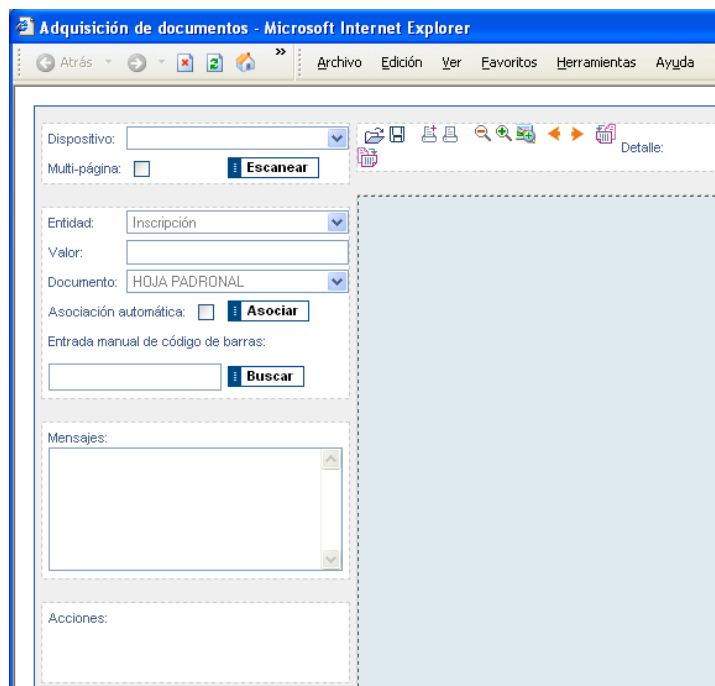 Adquisición de documentos - Microsoft Internet Explorer
Atrás » Archivo Edición Ver Favoritos Herramientas Ayuda
Dispositivo:
Multi-página: Escanear
Detalle:
Entidad: Inscripción
Valor:
Documento: HOJA PADRONAL
Asociación automática: Asociar
Entrada manual de código de barras:
Buscar
Mensajes:
Acciones: